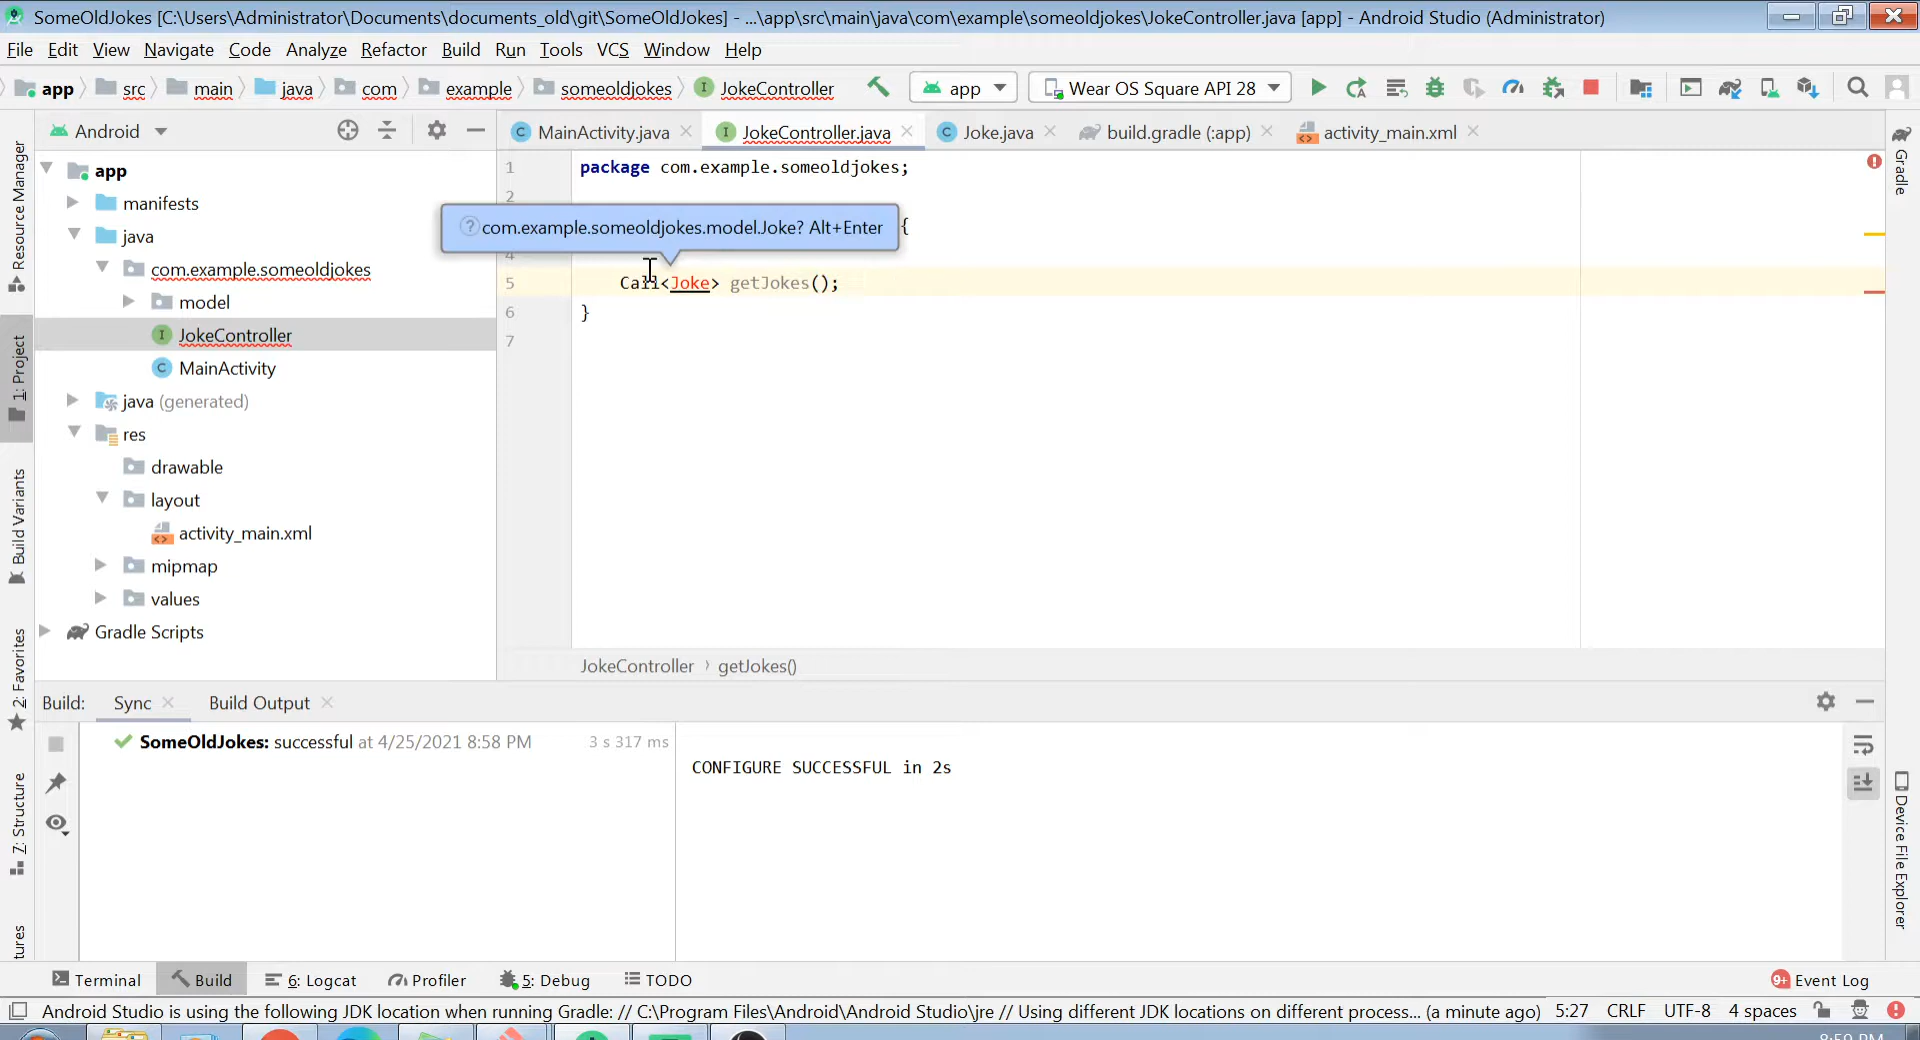 SomeOldJokes [C:\Users\Administrator\Documents\documents_old\git\SomeOldJokes] - ...\app\src\main\java\com\example\someoldjokes\JokeController.java [app] - Android Studio (Administrator)
File Edit View Navigate Code Analyze Refactor Build Run Tools VCS Window Help
app src main java com example someoldjokes JokeController app Wear OS Square API 28
Android
MainActivity.java JokeController.java Joke.java build.gradle (:app) activity_main.xml
Resource Manager
1: Project
Build Variants
2: Favorites
Z: Structure
tures
app
manifests
java
com.example.someoldjokes
model
JokeController
MainActivity
java (generated)
res
drawable
layout
activity_main.xml
mipmap
values
Gradle Scripts
1 package com.example.someoldjokes;
2
com.example.someoldjokes.model.Joke? Alt+Enter
{
4
5 Call<Joke> getJokes();
6 }
7
JokeController › getJokes()
Gradle
Device File Explorer
Build: Sync Build Output
SomeOldJokes: successful at 4/25/2021 8:58 PM 3 s 317 ms
CONFIGURE SUCCESSFUL in 2s
Terminal Build 6: Logcat Profiler 5: Debug TODO 9+ Event Log
Android Studio is using the following JDK location when running Gradle: // C:\Program Files\Android\Android Studio\jre // Using different JDK locations on different process... (a minute ago) 5:27 CRLF UTF-8 4 spaces
8:59 PM